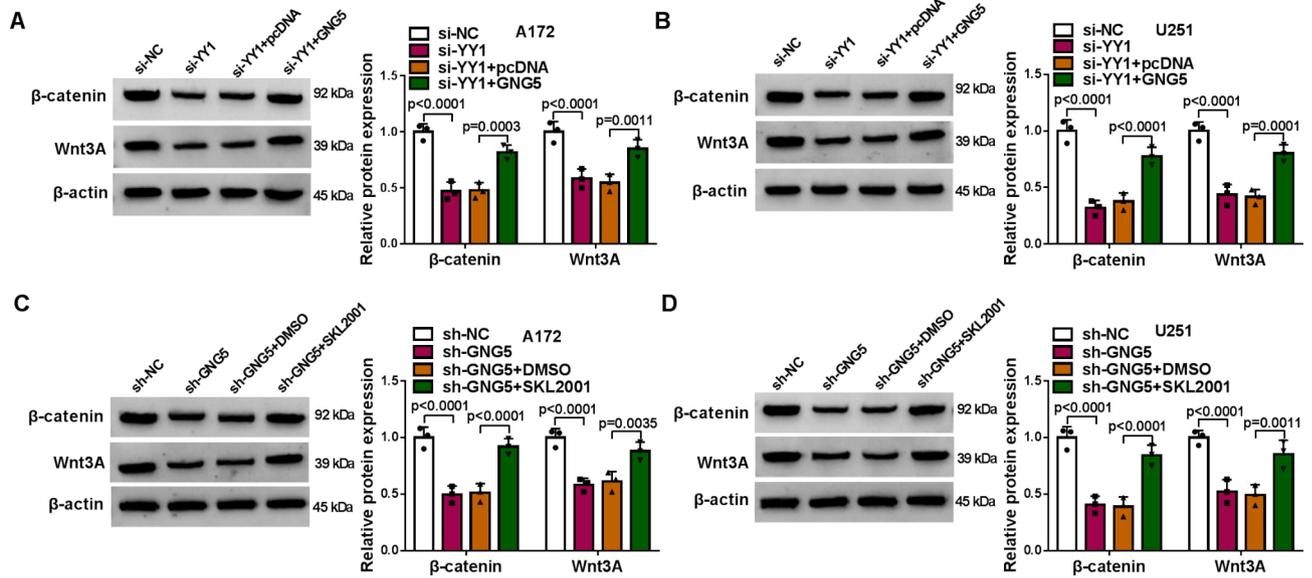 A
si-NC
si-YY1
si-YY1+pcDNA
si-YY1+GNG5
β-catenin
92 kDa
Wnt3A
39 kDa
β-actin
45 kDa
si-NC
A172
si-YY1
si-YY1+pcDNA
si-YY1+GNG5
Relative protein expression
1.5
1.0
0.5
0.0
p<0.0001
p=0.0003
p<0.0001
p=0.0011
β-catenin
Wnt3A
B
si-NC
si-YY1
si-YY1+pcDNA
si-YY1+GNG5
β-catenin
92 kDa
Wnt3A
39 kDa
β-actin
45 kDa
si-NC
U251
si-YY1
si-YY1+pcDNA
si-YY1+GNG5
Relative protein expression
1.5
1.0
0.5
0.0
p<0.0001
p<0.0001
p<0.0001
p=0.0001
β-catenin
Wnt3A
C
sh-NC
sh-GNG5
sh-GNG5+DMSO
sh-GNG5+SKL2001
β-catenin
92 kDa
Wnt3A
39 kDa
β-actin
45 kDa
sh-NC
A172
sh-GNG5
sh-GNG5+DMSO
sh-GNG5+SKL2001
Relative protein expression
1.5
1.0
0.5
0.0
p<0.0001
p<0.0001
p<0.0001
p=0.0035
β-catenin
Wnt3A
D
sh-NC
sh-GNG5
sh-GNG5+DMSO
sh-GNG5+SKL2001
β-catenin
92 kDa
Wnt3A
39 kDa
β-actin
45 kDa
sh-NC
U251
sh-GNG5
sh-GNG5+DMSO
sh-GNG5+SKL2001
Relative protein expression
1.5
1.0
0.5
0.0
p<0.0001
p<0.0001
p<0.0001
p=0.0011
β-catenin
Wnt3A